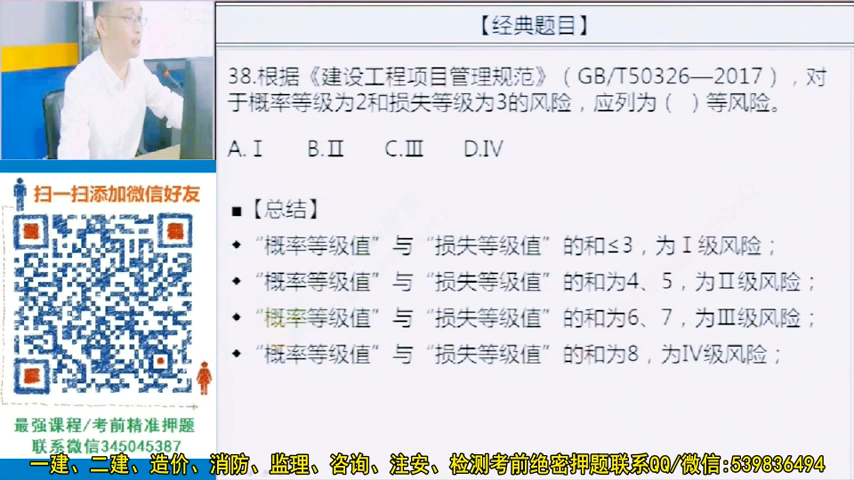 【经典题目】
38.根据《建设工程项目管理规范》（GB/T50326—2017），对
于概率等级为2和损失等级为3的风险，应列为（ ）等风险。
A.Ⅰ B.Ⅱ C.Ⅲ D.Ⅳ
■【总结】
◆ “概率等级值”与“损失等级值”的和≤3，为Ⅰ级风险；
◆ “概率等级值”与“损失等级值”的和为4、5，为Ⅱ级风险；
◆ “概率等级值”与“损失等级值”的和为6、7，为Ⅲ级风险；
◆ “概率等级值”与“损失等级值”的和为8，为Ⅳ级风险；
扫一扫添加微信好友
最强课程/考前精准押题
联系微信345045387
一建、二建、造价、消防、监理、咨询、注安、检测考前绝密押题联系QQ/微信:539836494